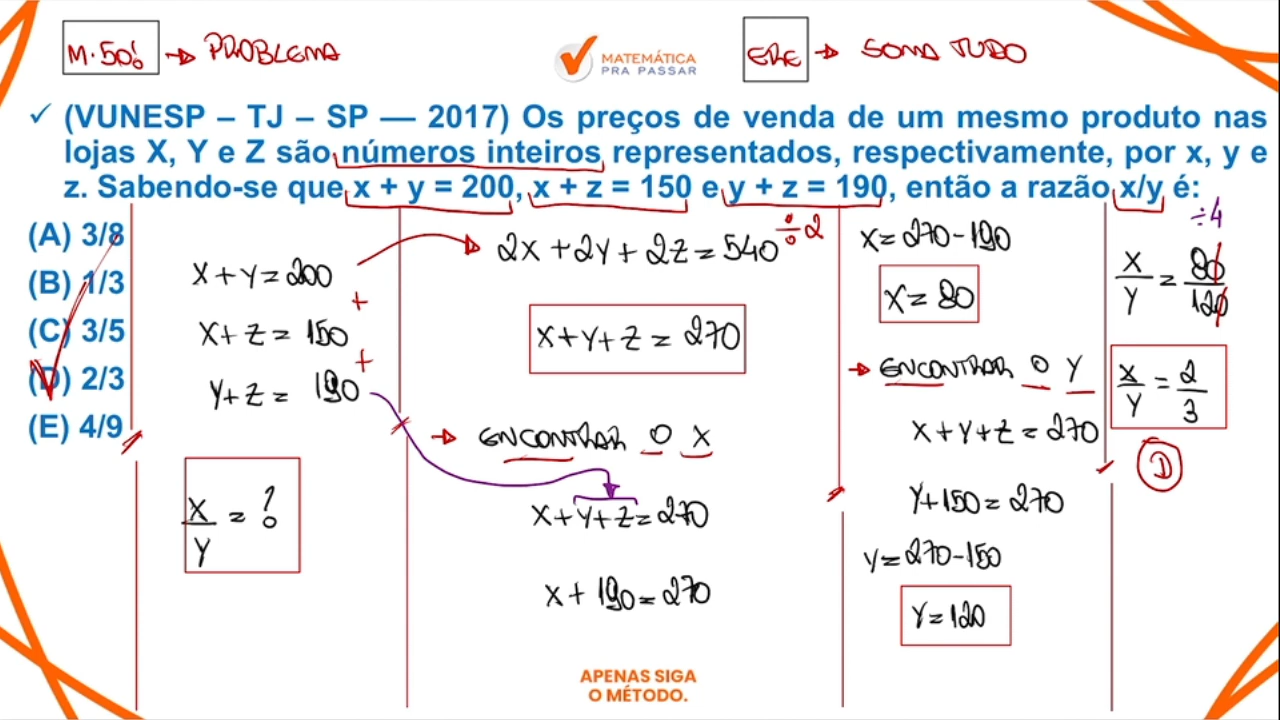 M.50! → PROBLEMA
MATEMÁTICA
PRA PASSAR
ERE → SOMA TUDO
✓ (VUNESP – TJ – SP — 2017) Os preços de venda de um mesmo produto nas
lojas X, Y e Z são números inteiros representados, respectivamente, por x, y e
z. Sabendo-se que x + y = 200, x + z = 150 e y + z = 190, então a razão x/y é:
(A) 3/8
(B) 1/3
(C) 3/5
(D) 2/3
(E) 4/9
X+Y=200
+
X+Z=150
+
Y+Z=190
X/Y = ?
2X+2Y+2Z=540 ÷2
X+Y+Z=270
→ ENCONTRAR O X
X+Y+Z=270
X+190=270
X=270-190
X=80
→ ENCONTRAR O Y
X+Y+Z=270
Y+150=270
Y=270-150
Y=120
÷4
X/Y = 80/120
X/Y = 2/3
D
APENAS SIGA
O MÉTODO.